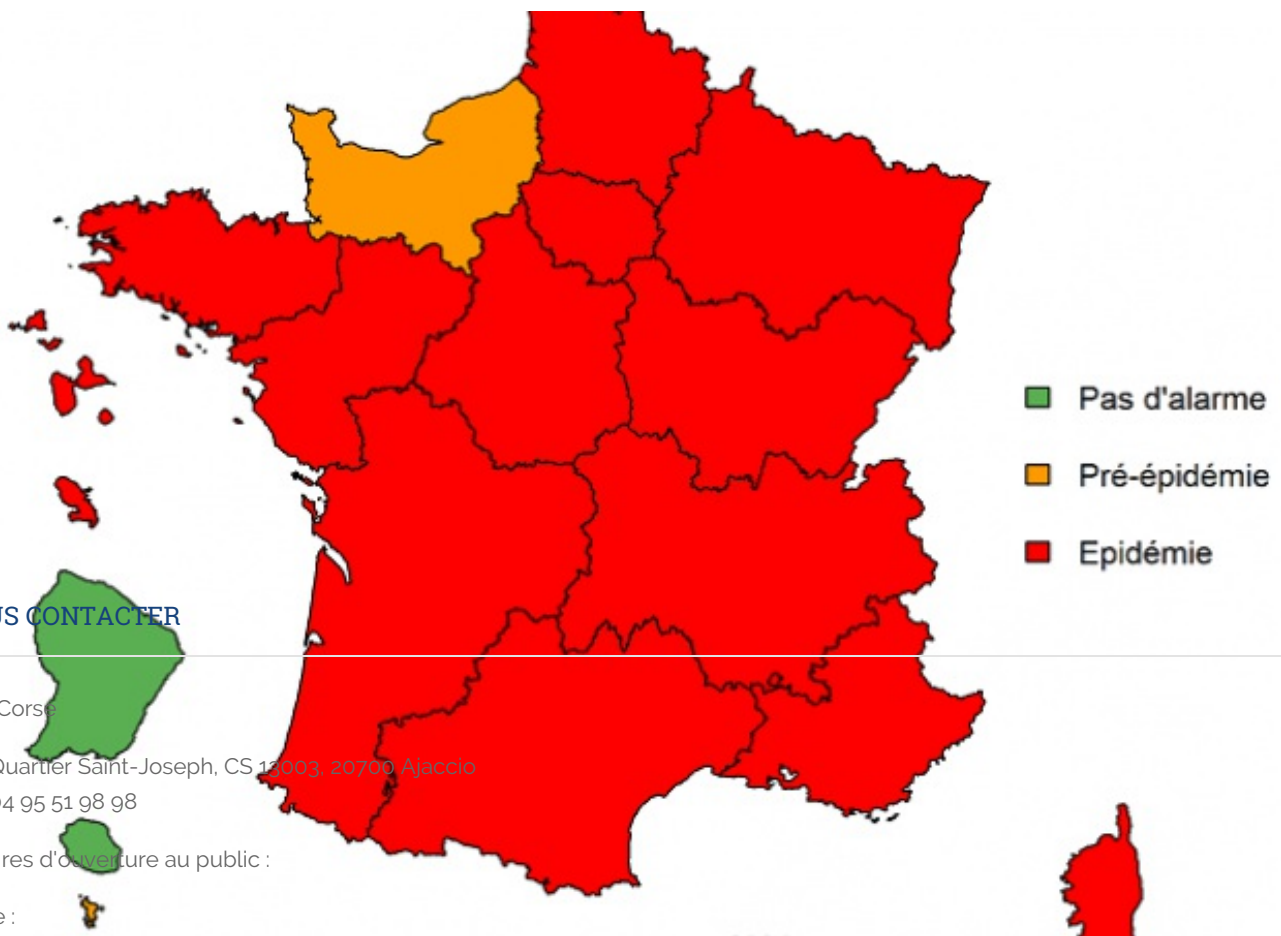 Pas d'alarme
Pré-épidémie
Epidémie
US CONTACTER
Corse
Quartier Saint-Joseph, CS 13003, 20700 Ajaccio
04 95 51 98 98
res d'ouverture au public :
e :